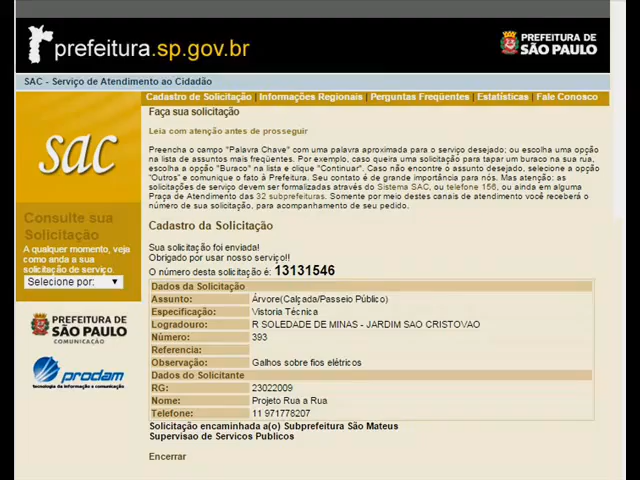 prefeitura.sp.gov.br
PREFEITURA DE
SÃO PAULO
SAC - Serviço de Atendimento ao Cidadão
Cadastro de Solicitação | Informações Regionais | Perguntas Freqüentes | Estatísticas | Fale Conosco
sac
Consulte sua
Solicitação
A qualquer momento, veja
como anda a sua
solicitação de serviço.
Selecione por:
PREFEITURA DE
SÃO PAULO
COMUNICAÇÃO
prodam
tecnologia da informação e comunicação
Faça sua solicitação
Leia com atenção antes de prosseguir
Preencha o campo "Palavra Chave" com uma palavra aproximada para o serviço desejado; ou escolha uma opção
na lista de assuntos mais freqüentes. Por exemplo, caso queira uma solicitação para tapar um buraco na sua rua,
escolha a opção "Buraco" na lista e clique "Continuar". Caso não encontre o assunto desejado, selecione a opção
"Outros" e comunique o fato à Prefeitura. Seu contato é de grande importância para nós. Mas atenção: as
solicitações de serviço devem ser formalizadas através do Sistema SAC, ou telefone 156, ou ainda em alguma
Praça de Atendimento das 32 subprefeituras. Somente por meio destes canais de atendimento você receberá o
número de sua solicitação, para acompanhamento de seu pedido.
Cadastro da Solicitação
Sua solicitação foi enviada!
Obrigado por usar nosso serviço!!
O número desta solicitação é: 13131546
Dados da Solicitação
Assunto: Árvore(Calçada/Passeio Público)
Especificação: Vistoria Técnica
Logradouro: R SOLEDADE DE MINAS - JARDIM SAO CRISTOVAO
Número: 393
Referencia:
Observação: Galhos sobre fios elétricos
Dados do Solicitante
RG: 23022009
Nome: Projeto Rua a Rua
Telefone: 11 971778207
Solicitação encaminhada a(o) Subprefeitura São Mateus
Supervisao de Servicos Publicos
Encerrar